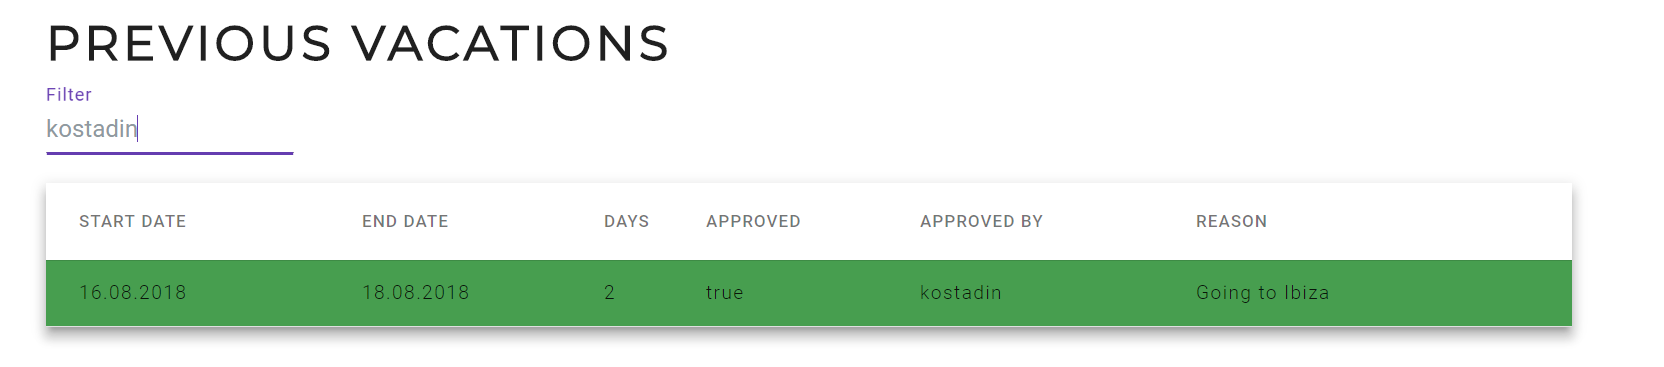 PREVIOUS VACATIONS
Filter
kostadin
START DATE END DATE DAYS APPROVED APPROVED BY REASON
16.08.2018 18.08.2018 2 true kostadin Going to Ibiza